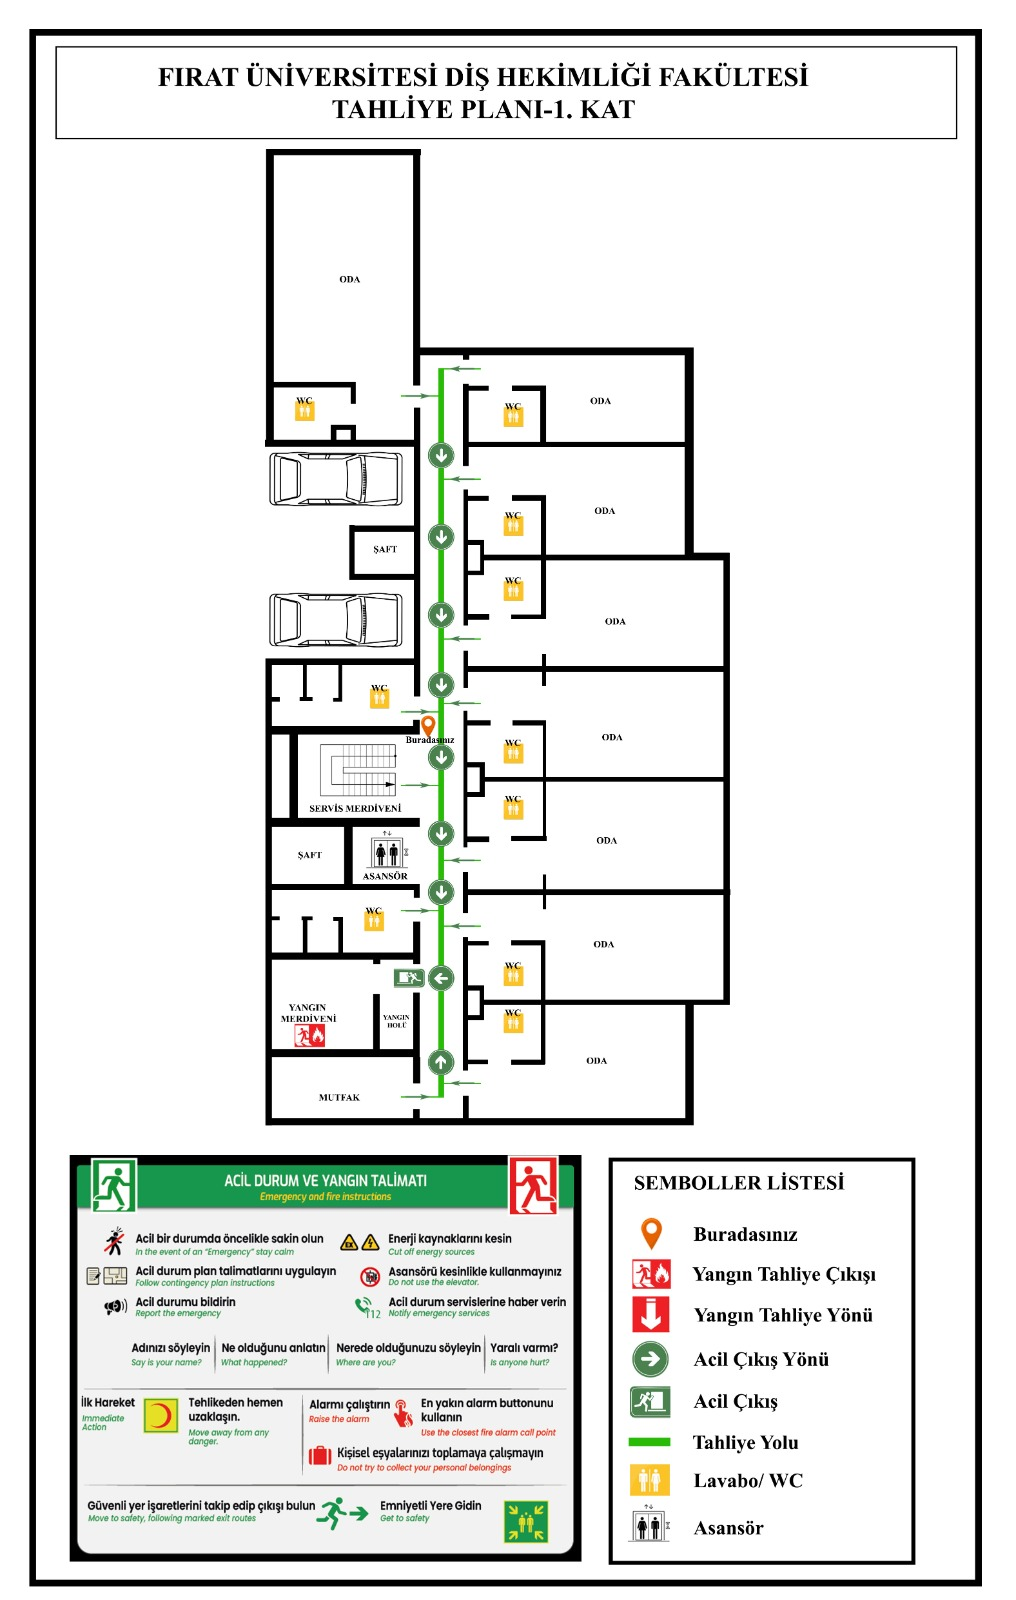 FIRAT ÜNİVERSİTESİ DİŞ HEKİMLİĞİ FAKÜLTESİ
TAHLİYE PLANI-1. KAT
ODA
WC
ODA
WC
ODA
WC
ŞAFT
WC
ODA
WC
Buradasınız
ODA
WC
SERVİS MERDİVENİ
WC
ODA
ŞAFT
ASANSÖR
WC
ODA
WC
YANGIN
MERDİVENİ
YANGIN
HOLÜ
WC
ODA
MUTFAK
ACİL DURUM VE YANGIN TALİMATI
Emergency and fire instructions
Acil bir durumda öncelikle sakin olun
In the event of an "Emergency" stay calm
EX
Enerji kaynaklarını kesin
Cut off energy sources
Acil durum plan talimatlarını uygulayın
Follow contingency plan instructions
Asansörü kesinlikle kullanmayınız
Do not use the elevator.
Acil durumu bildirin
Report the emergency
112
Acil durum servislerine haber verin
Notify emergency services
Adınızı söyleyin
Say is your name?
Ne olduğunu anlatın
What happened?
Nerede olduğunuzu söyleyin
Where are you?
Yaralı varmı?
Is anyone hurt?
İlk Hareket
Immediate
Action
Tehlikeden hemen
uzaklaşın.
Move away from any
danger.
Alarmı çalıştırın
Raise the alarm
En yakın alarm buttonunu
kullanın
Use the closest fire alarm call point
Kişisel eşyalarınızı toplamaya çalışmayın
Do not try to collect your personal belongings
Güvenli yer işaretlerini takip edip çıkışı bulun
Move to safety, following marked exit routes
Emniyetli Yere Gidin
Get to safety
SEMBOLLER LİSTESİ
Buradasınız
Yangın Tahliye Çıkışı
Yangın Tahliye Yönü
Acil Çıkış Yönü
Acil Çıkış
Tahliye Yolu
Lavabo/ WC
Asansör